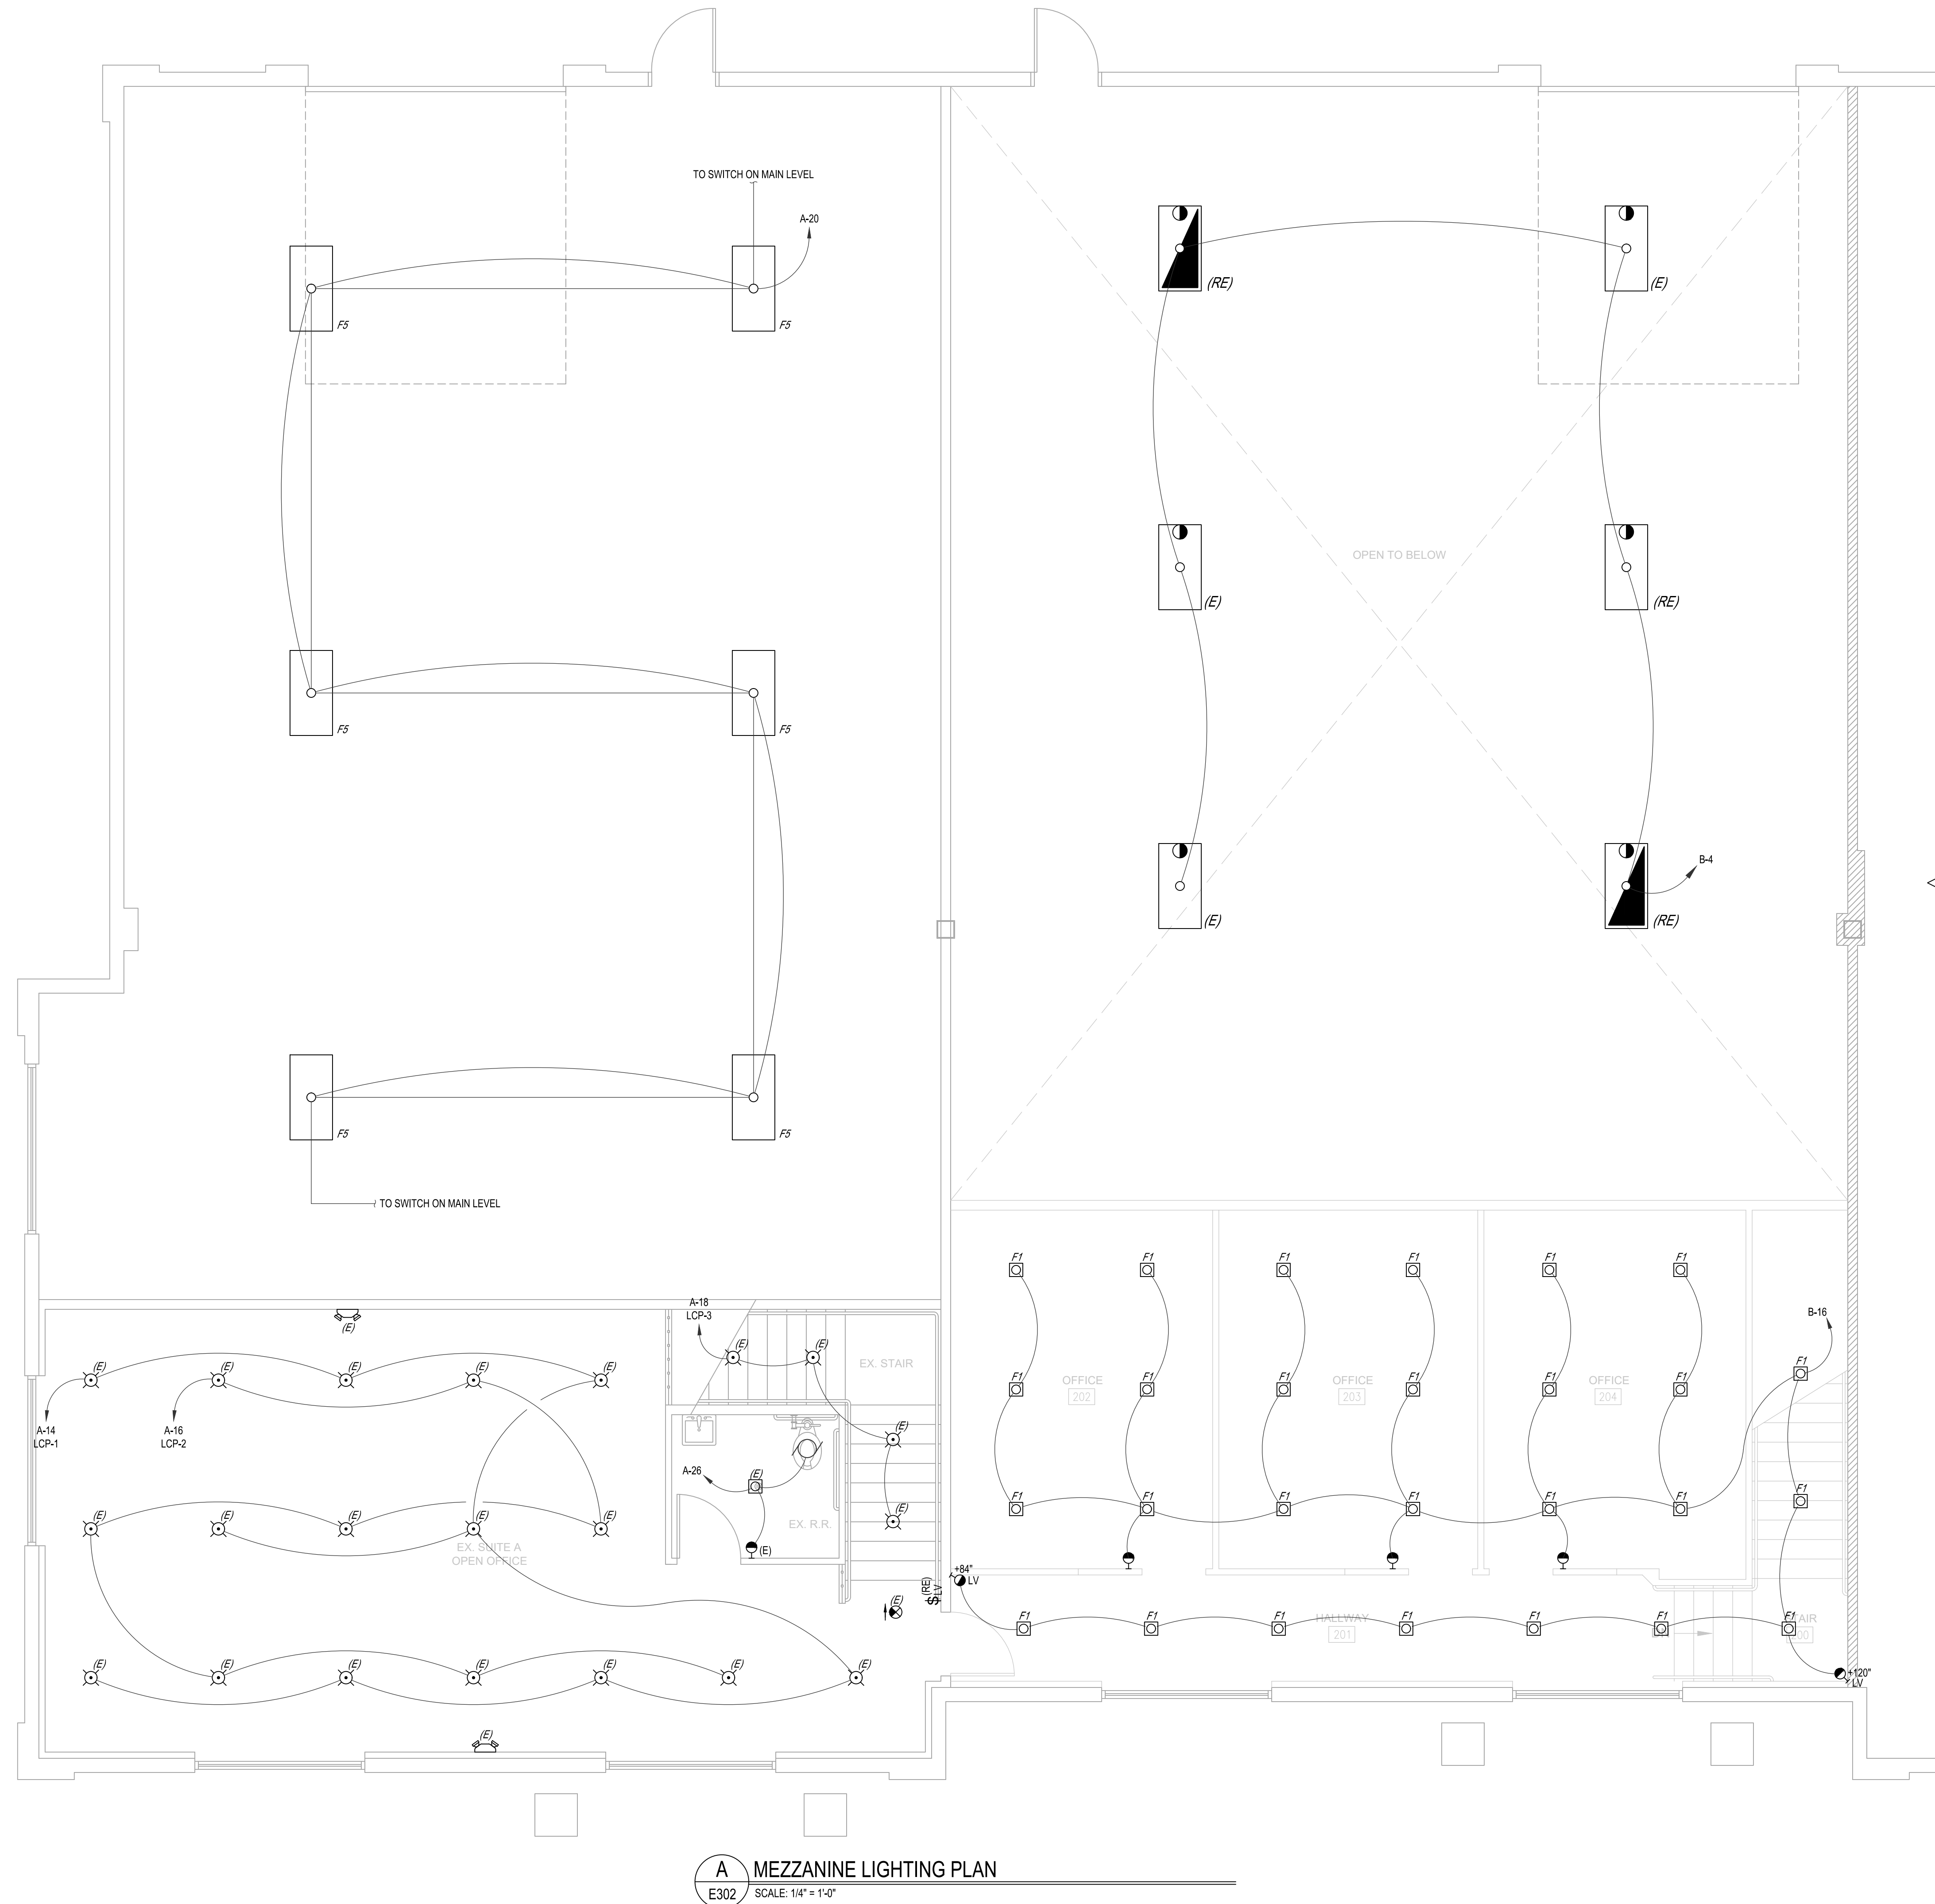 TO SWITCH ON MAIN LEVEL
A-20
F5
F5
(RE)
(E)
OPEN TO BELOW
(E)
(RE)
F5
F5
B-4
(E)
(RE)
F5
F5
TO SWITCH ON MAIN LEVEL
F1
F1
F1
F1
F1
F1
A-18
LCP-3
B-16
(E)
(E)
(E)
EX. STAIR
(E)
(E)
(E)
(E)
(E)
F1
OFFICE
202
F1
F1
OFFICE
203
F1
F1
OFFICE
204
F1
F1
A-14
LCP-1
A-16
LCP-2
(E)
A-26
(E)
(E)
(E)
(E)
(E)
(E)
(E)
EX. R.R.
(E)
F1
F1
F1
F1
F1
F1
F1
EX. SUITE A
OPEN OFFICE
(E)
+84"
LV
(RE)
$
LV
(E)
F1
F1
F1
HALLWAY
201
F1
F1
F1
F1
(E)
(E)
(E)
(E)
(E)
(E)
(E)
+120"
LV
(E)
A
E302
MEZZANINE LIGHTING PLAN
SCALE: 1/4" = 1'-0"